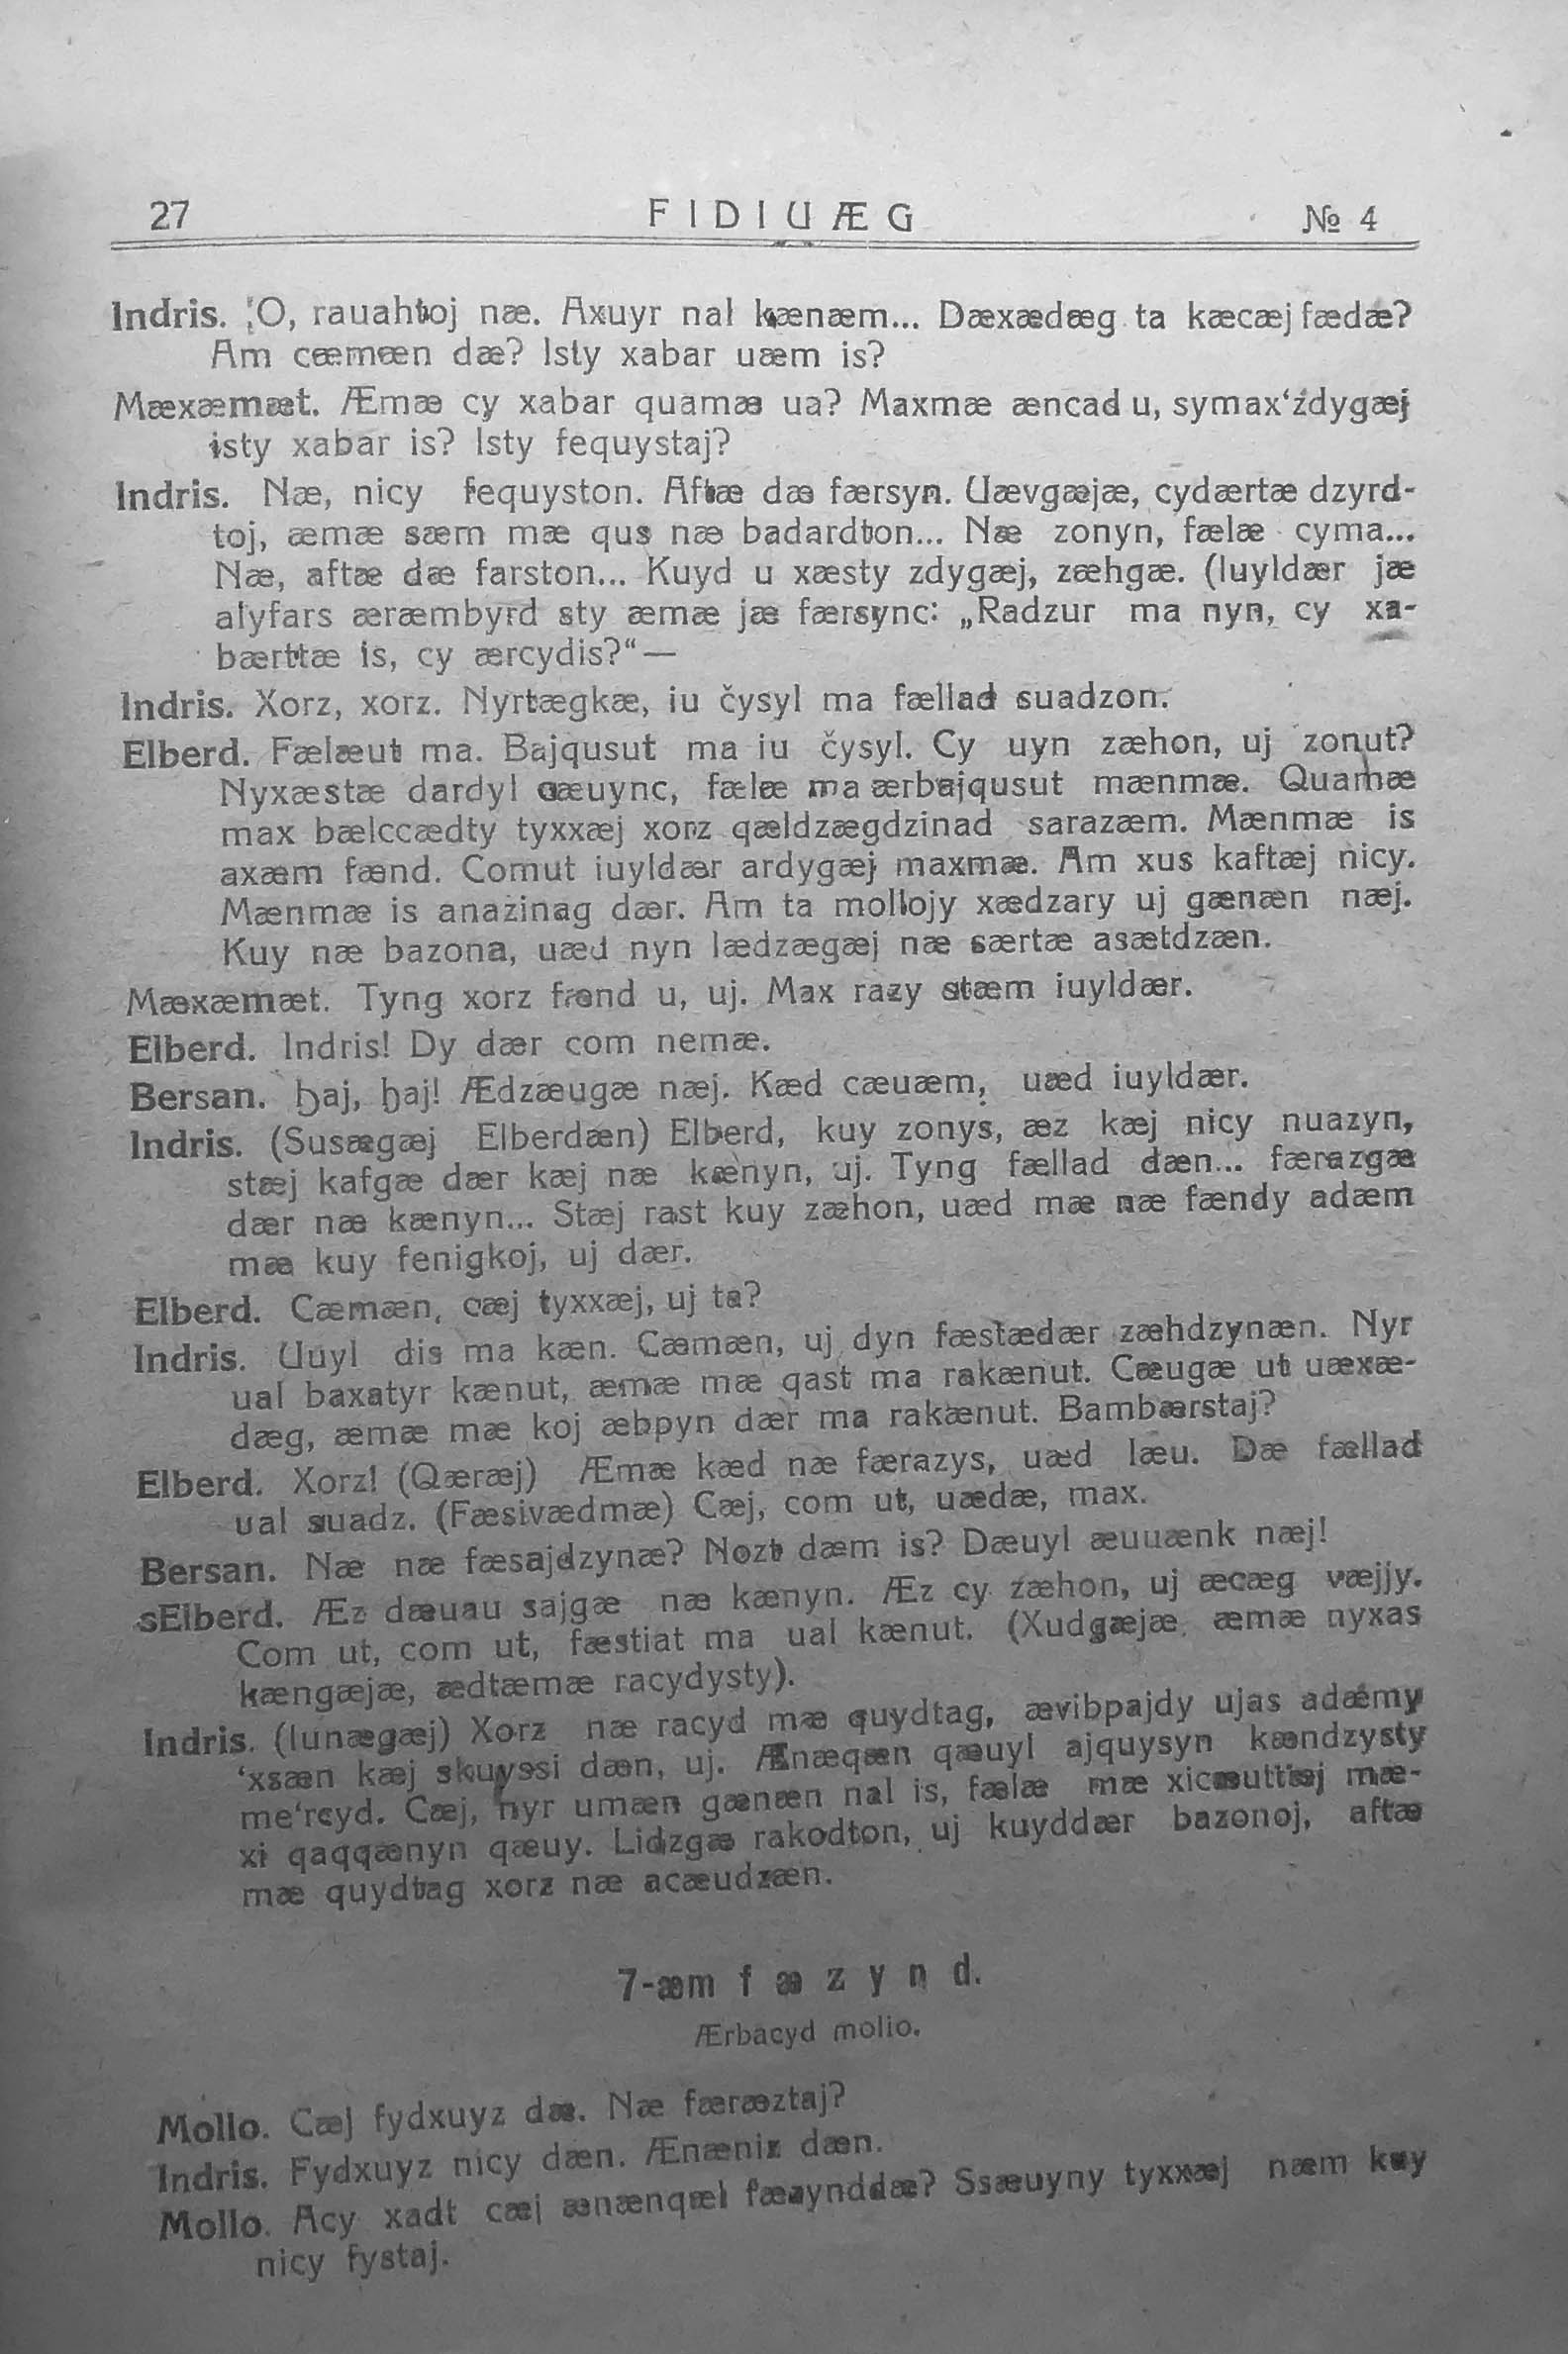 27 FIDIUÆG № 4
Indris. O, rauahtoj næ. Axuyr nal kænæm... Dæxædæg ta kæcæj fædæ?
Am cæmæn dæ? Isty xabar uæm is?
Mæxæmæt. Æmæ cy xabar quamæ ua? Maxmæ æncad u, symax‘zdygæj
isty xabar is? Isty fequystaj?
Indris. Næ, nicy fequyston. Aftæ dæ færsyn. Uævgæjæ, cydærtæ dzyrd-
toj, æmæ sæm mæ qus næ badardton... Næ zonyn, fælæ cyma...
Næ, aftæ dæ farston... Kuyd u xæsty zdygæj, zæhgæ. (Iuyldær jæ
alyfars æræmbyrd sty æmæ jæ færsync: „Radzur ma nyn, cy xa-
bærttæ is, cy ærcydis?“—
Indris. Xorz, xorz. Nyrtægkæ, iu čysyl ma fællad suadzon.
Elberd. Fælæut ma. Bajqusut ma iu čysyl. Cy uyn zæhon, uj zonut?
Nyxæstæ dardyl cæuync, fælæ ma ærbajqusut mænmæ. Quamæ
max bælccædty tyxxæj xorz qældzægdzinad sarazæm. Mænmæ is
axæm fænd. Comut iuyldær ardygæj maxmæ. Am xus kaftæj nicy.
Mænmæ is anazinag dær. Am ta mollojy xædzary uj gænæn næj.
Kuy næ bazona, uæd nyn lædzægæj næ særtæ asætdzæn.
Mæxæmæt. Tyng xorz fænd u, uj. Max razy stæm iuyldær.
Elberd. Indris! Dy dær com nemæ.
Bersan. Ꜧaj, ꜧaj! Ædzæugæ næj. Kæd cæuæm, uæd iuyldær.
Indris. (Susægæj Elberdæn) Elberd, kuy zonys, æz kæj nicy nuazyn,
stæj kafgæ dær kæj næ kænyn, uj. Tyng fællad dæn... færazgæ
dær næ kænyn... Stæj rast kuy zæhon, uæd mæ næ fændy adæm
mæ kuy fenigkoj, uj dær.
Elberd. Cæmæn, cæj tyxxæj, uj ta?
Indris. Uuyl dis ma kæn. Cæmæn, uj dyn fæstædær zæhdzynæn. Nyr
ual baxatyr kænut, æmæ mæ qast ma rakænut. Cæugæ ut uæxæ-
dæg, æmæ mæ koj æbpyn dær ma rakænut. Bambærstaj?
Elberd. Xorz! (Qæræj) Æmæ kæd næ færazys, uæd læu. Dæ fællad
ual suadz. (Fæsivædmæ) Cæj, com ut, uædæ, max.
Bersan. Næ næ fæsajdzynæ? Nozt dæm is? Dæuyl æuuænk næj!
sElberd. Æz dæuau sajgæ næ kænyn. Æz cy zæhon, uj æcæg væjjy.
Com ut, com ut, fæstiat ma ual kænut. (Xudgæjæ, æmæ nyxas
kængæjæ, ædtæmæ racydysty).
Indris. (Iunægæj) Xorz næ racyd mæ quydtag, ævibpajdy ujas adæmy
‘xsæn kæj skuyssi dæn, uj. Ænæqæn qæuyl ajquysyn kændzysty
me‘rcyd. Cæj, nyr umæn gænæn nal is, fælæ mæ xicæuttæj mæ-
xi qaqqænyn qæuy. Lidzgæ rakodton, uj kuyddær bazonoj, aftæ
mæ quydtag xorz næ acæudzæn.
7-æm fæzynd.
Ærbacyd mollo.
Mollo. Cæj fydxuyz dæ. Næ færæztaj?
Indris. Fydxuyz nicy dæn. Ænæniz dæn.
Mollo. Acy xadt cæj ænænqæl fæzynddæ? Ssæuyny tyxxæj næm kuy
nicy fystaj.